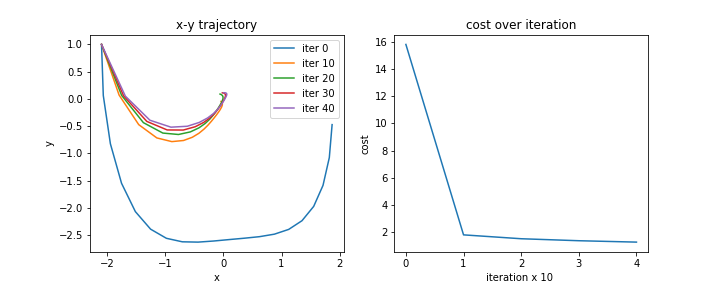 x-y trajectory
1.0
0.5
0.0
−0.5
−1.0
−1.5
−2.0
−2.5
y
−2
−1
0
1
2
x
iter 0
iter 10
iter 20
iter 30
iter 40
cost over iteration
16
14
12
10
8
6
4
2
cost
0
1
2
3
4
iteration x 10